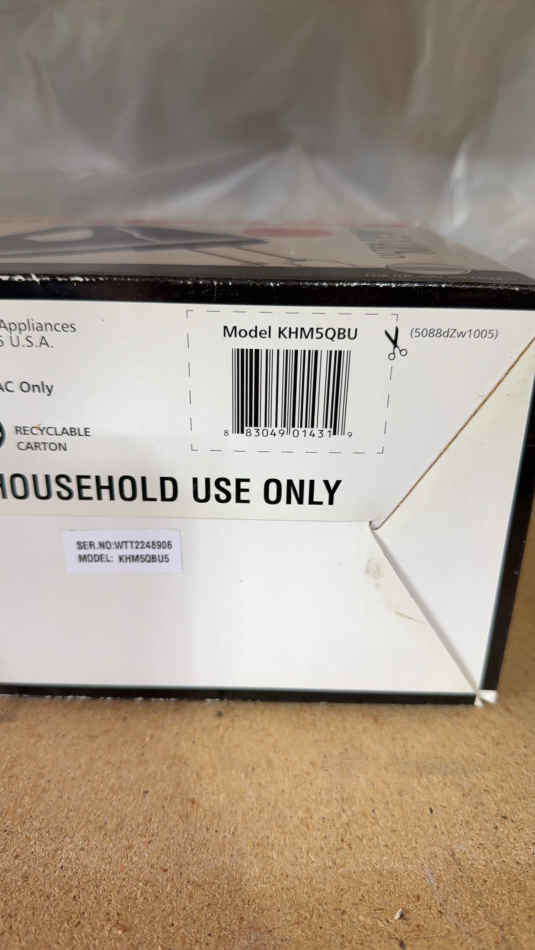 Appliances
U.S.A.
AC Only
RECYCLABLE
CARTON
Model KHM5QBU
(5088dZw1005)
8 83049 01431 9
HOUSEHOLD USE ONLY
SER.NO:WTT2248906
MODEL: KHM5QBU5